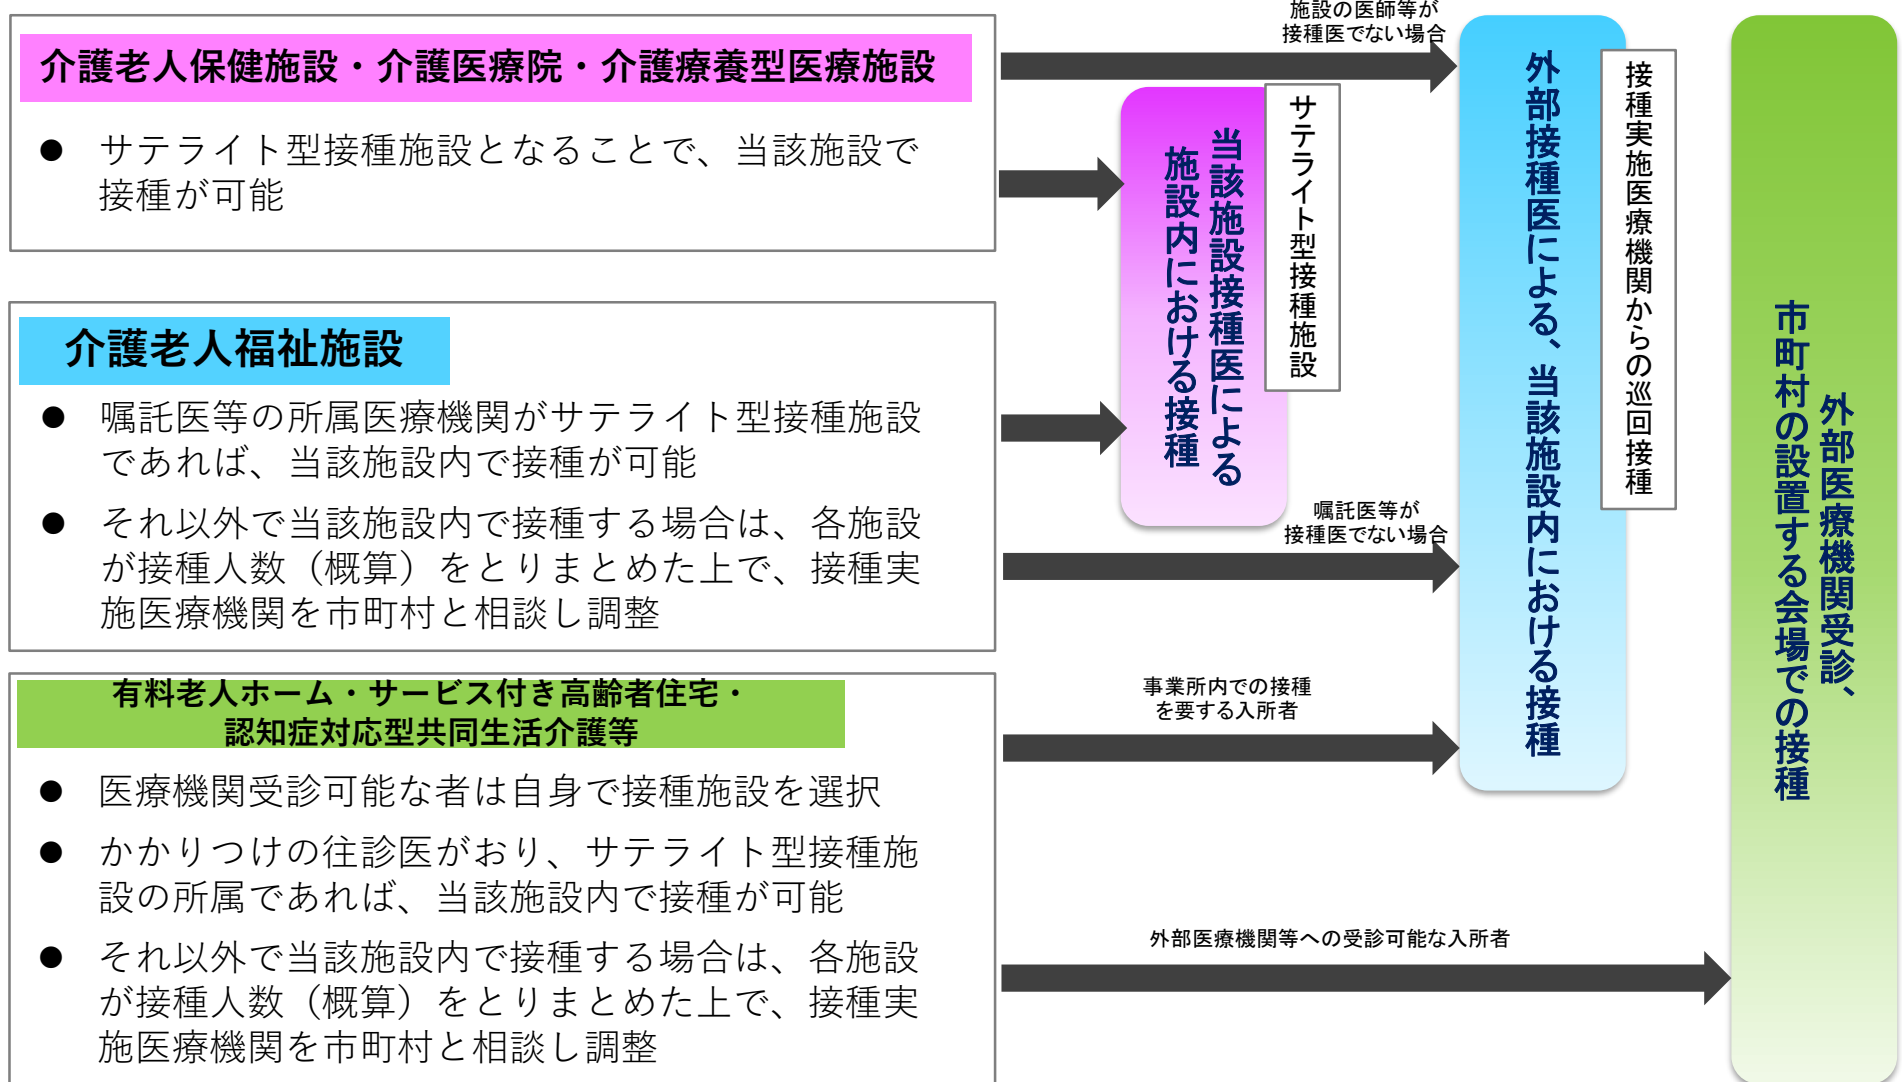 介護老人保健施設・介護医療院・介護療養型医療施設
● サテライト型接種施設となることで、当該施設で
接種が可能
介護老人福祉施設
● 嘱託医等の所属医療機関がサテライト型接種施設
であれば、当該施設内で接種が可能
● それ以外で当該施設内で接種する場合は、各施設
が接種人数（概算）をとりまとめた上で、接種実
施医療機関を市町村と相談し調整
有料老人ホーム・サービス付き高齢者住宅・
認知症対応型共同生活介護等
● 医療機関受診可能な者は自身で接種施設を選択
● かかりつけの往診医がおり、サテライト型接種施
設の所属であれば、当該施設内で接種が可能
● それ以外で当該施設内で接種する場合は、各施設
が接種人数（概算）をとりまとめた上で、接種実
施医療機関を市町村と相談し調整
施設の医師等が
接種医でない場合
当該施設接種医による
施設内における接種
サテライト型接種施設
嘱託医等が
接種医でない場合
事業所内での接種
を要する入所者
外部医療機関等への受診可能な入所者
外部接種医による、当該施設内における接種
接種実施医療機関からの巡回接種
外部医療機関受診、
市町村の設置する会場での接種